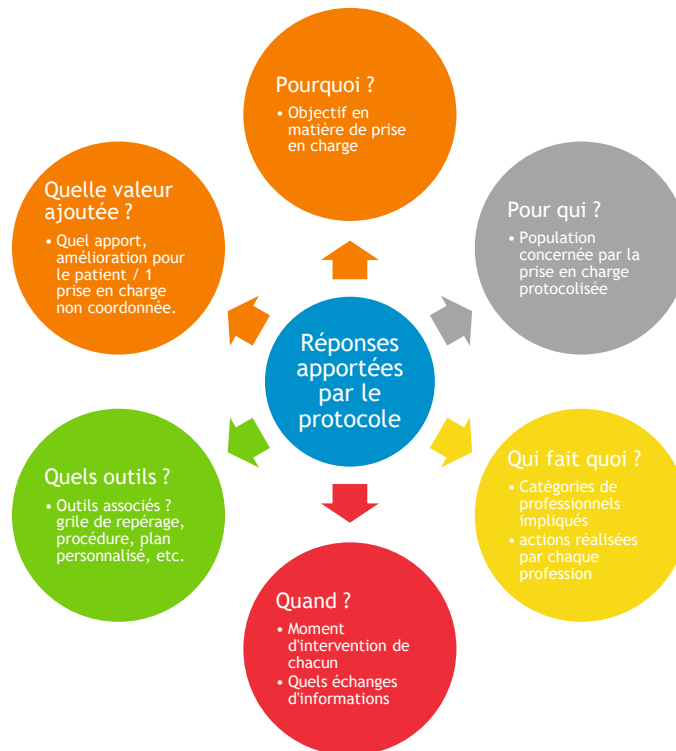 Pourquoi ?
• Objectif en
matière de prise
en charge
Quelle valeur
ajoutée ?
• Quel apport,
amélioration pour
le patient / 1
prise en charge
non coordonnée.
Pour qui ?
• Population
concernée par la
prise en charge
protocolisée
Réponses
apportées
par le
protocole
Quels outils ?
• Outils associés ?
grile de repérage,
procédure, plan
personnalisé, etc.
Qui fait quoi ?
• Catégories de
professionnels
impliqués
• actions réalisées
par chaque
profession
Quand ?
• Moment
d'intervention de
chacun
• Quels échanges
d'informations